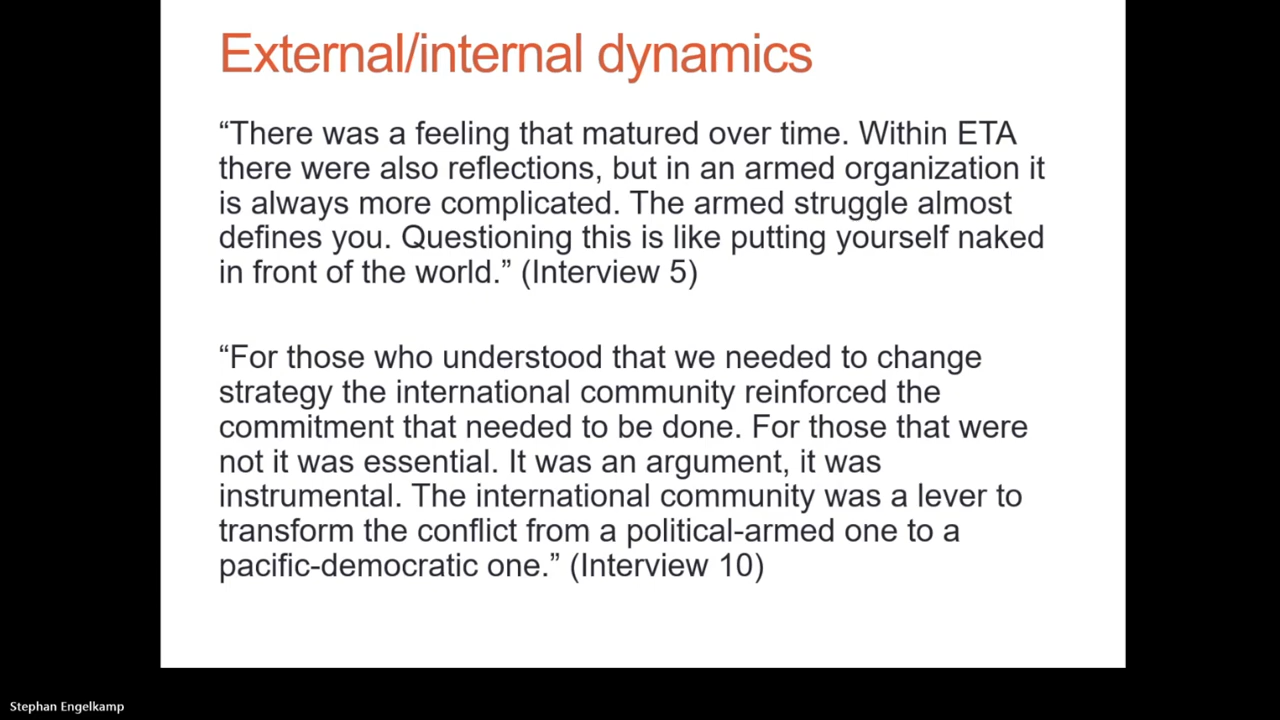 External/internal dynamics
“There was a feeling that matured over time. Within ETA
there were also reflections, but in an armed organization it
is always more complicated. The armed struggle almost
defines you. Questioning this is like putting yourself naked
in front of the world.” (Interview 5)
“For those who understood that we needed to change
strategy the international community reinforced the
commitment that needed to be done. For those that were
not it was essential. It was an argument, it was
instrumental. The international community was a lever to
transform the conflict from a political-armed one to a
pacific-democratic one.” (Interview 10)
Stephan Engelkamp